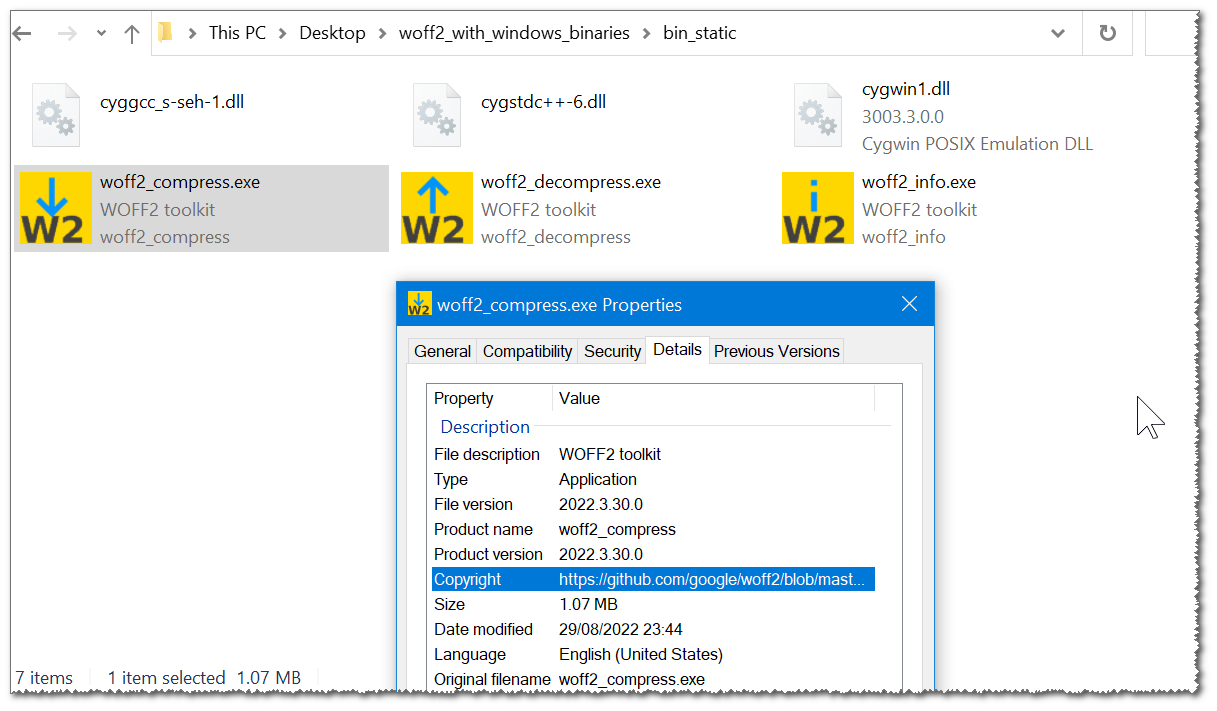 This PC > Desktop > woff2_with_windows_binaries > bin_static
cyggcc_s-seh-1.dll
cygstdc++-6.dll
cygwin1.dll
3003.3.0.0
Cygwin POSIX Emulation DLL
W2
woff2_compress.exe
WOFF2 toolkit
woff2_compress
W2
woff2_decompress.exe
WOFF2 toolkit
woff2_decompress
i
W2
woff2_info.exe
WOFF2 toolkit
woff2_info
W2 woff2_compress.exe Properties
General Compatibility Security Details Previous Versions
Property Value
Description
File description WOFF2 toolkit
Type Application
File version 2022.3.30.0
Product name woff2_compress
Product version 2022.3.30.0
Copyright https://github.com/google/woff2/blob/mast...
Size 1.07 MB
Date modified 29/08/2022 23:44
Language English (United States)
Original filename woff2_compress.exe
7 items 1 item selected 1.07 MB